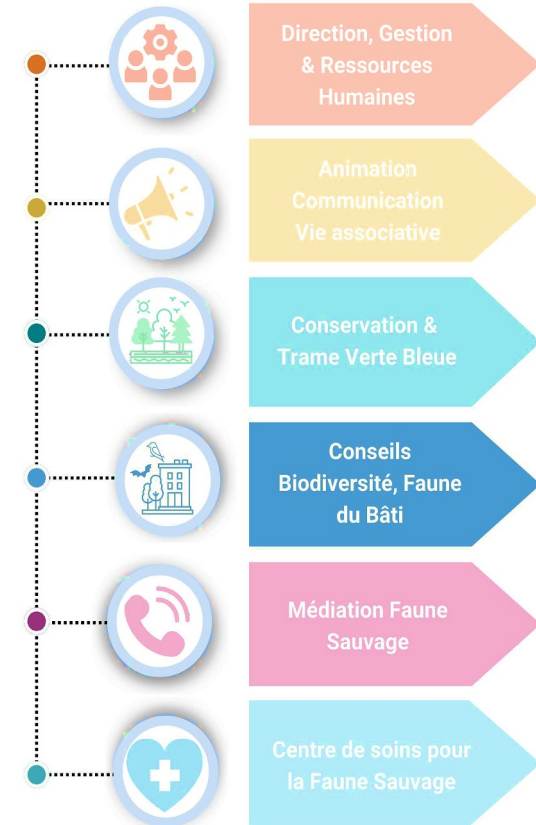 Direction, Gestion
& Ressources
Humaines
Animation
Communication
Vie associative
Conservation &
Trame Verte Bleue
Conseils
Biodiversité, Faune
du Bâti
Médiation Faune
Sauvage
Centre de soins pour
la Faune Sauvage